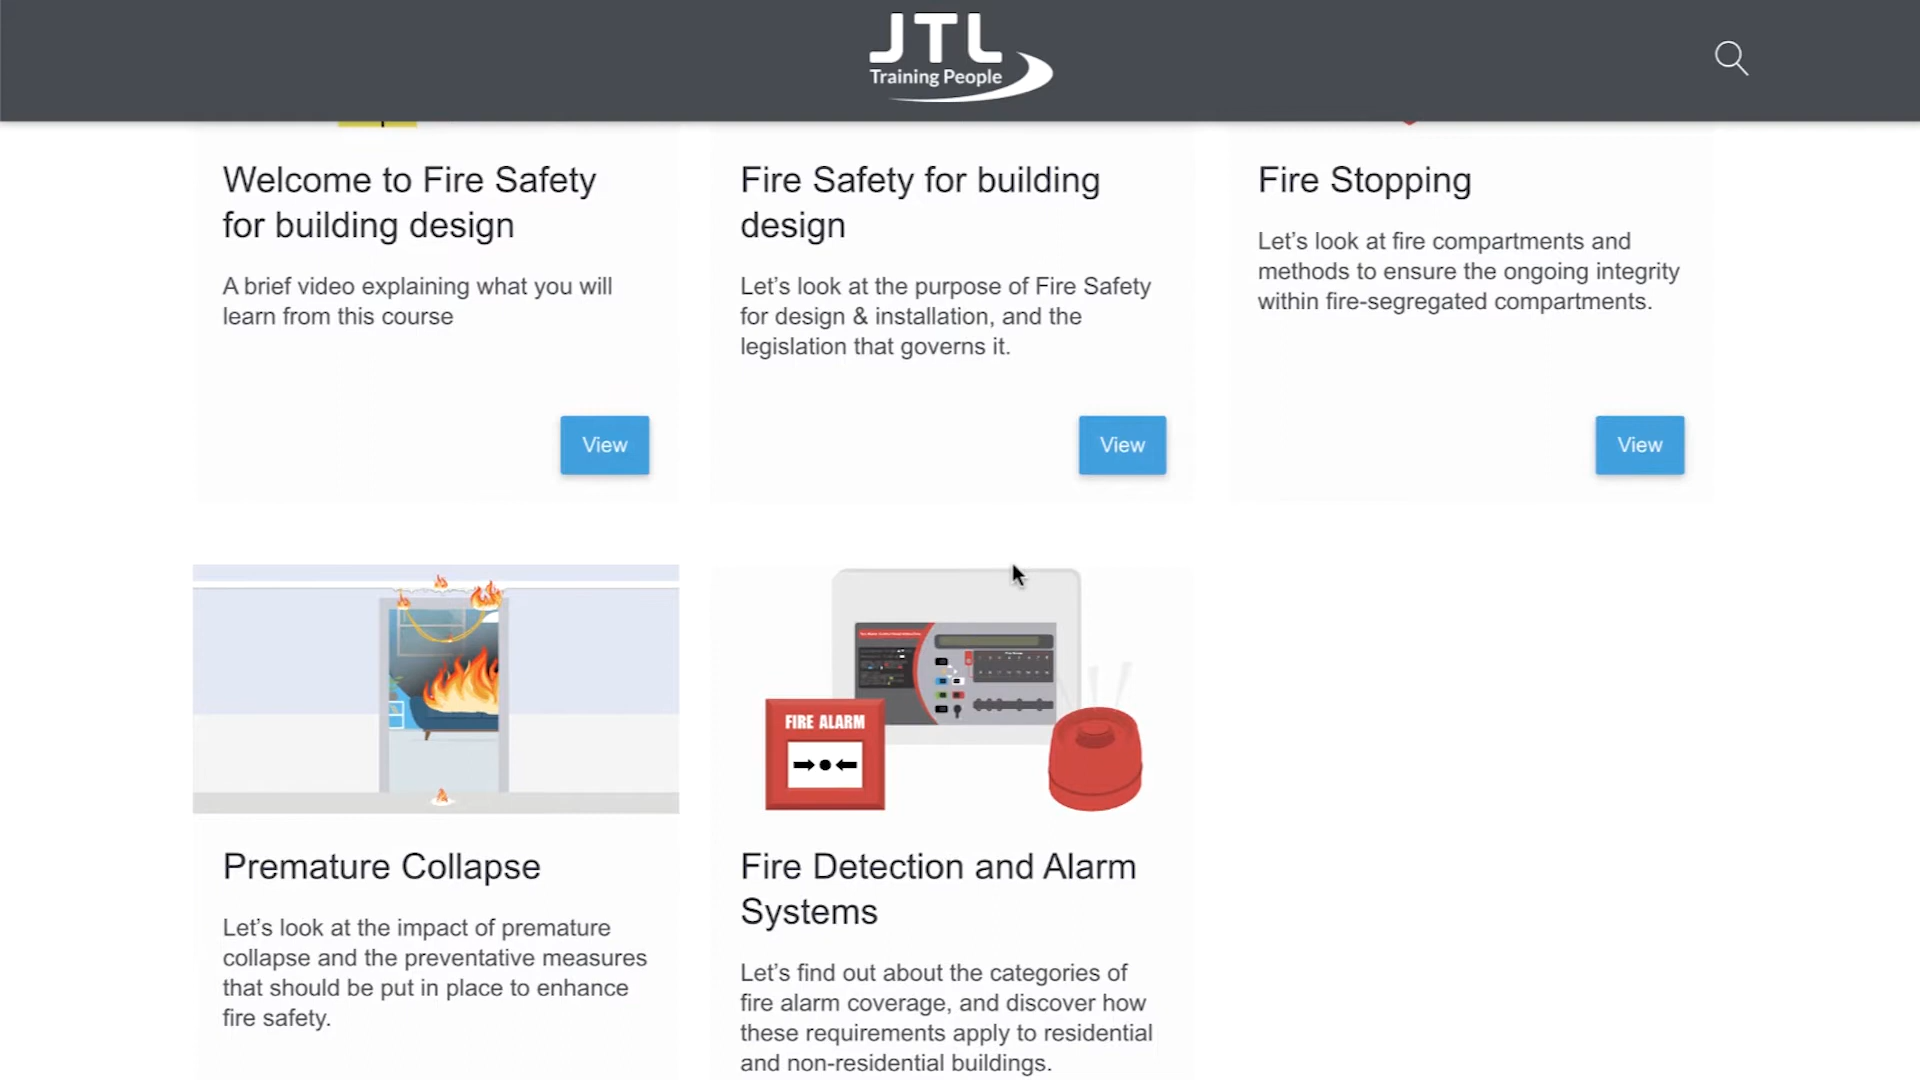 JTL
Training People
Welcome to Fire Safety
for building design
A brief video explaining what you will
learn from this course
View
Fire Safety for building
design
Let’s look at the purpose of Fire Safety
for design & installation, and the
legislation that governs it.
View
Fire Stopping
Let’s look at fire compartments and
methods to ensure the ongoing integrity
within fire-segregated compartments.
View
Premature Collapse
Let’s look at the impact of premature
collapse and the preventative measures
that should be put in place to enhance
fire safety.
FIRE ALARM
Fire Detection and Alarm
Systems
Let’s find out about the categories of
fire alarm coverage, and discover how
these requirements apply to residential
and non-residential buildings.